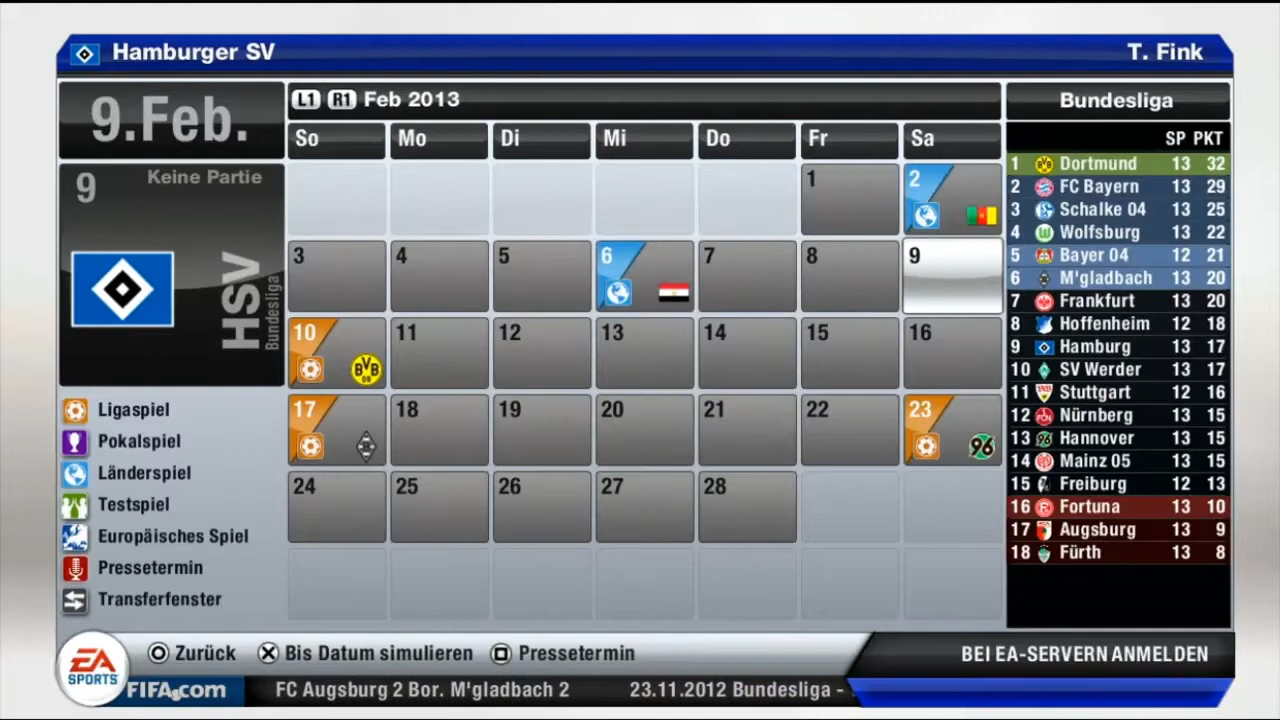 Hamburger SV
T. Fink
9.Feb.
L1 R1 Feb 2013
Bundesliga
So Mo Di Mi Do Fr Sa
SP PKT
9 Keine Partie
HSV
Bundesliga
1 2
3 4 5 6 7 8 9
10 11 12 13 14 15 16
BVB 09
17 18 19 20 21 22 23
96
24 25 26 27 28
1 Dortmund 13 32
2 FC Bayern 13 29
3 Schalke 04 13 25
4 Wolfsburg 13 22
5 Bayer 04 12 21
6 M'gladbach 13 20
7 Frankfurt 13 20
8 Hoffenheim 12 18
9 Hamburg 13 17
10 SV Werder 13 17
11 Stuttgart 12 16
12 Nürnberg 13 15
13 Hannover 13 15
14 Mainz 05 13 15
15 Freiburg 12 13
16 Fortuna 13 10
17 Augsburg 13 9
18 Fürth 13 8
Ligaspiel
Pokalspiel
Länderspiel
Testspiel
Europäisches Spiel
Pressetermin
Transferfenster
Zurück Bis Datum simulieren Pressetermin
BEI EA-SERVERN ANMELDEN
EA SPORTS
FIFA.com
FC Augsburg 2 Bor. M'gladbach 2 23.11.2012 Bundesliga -